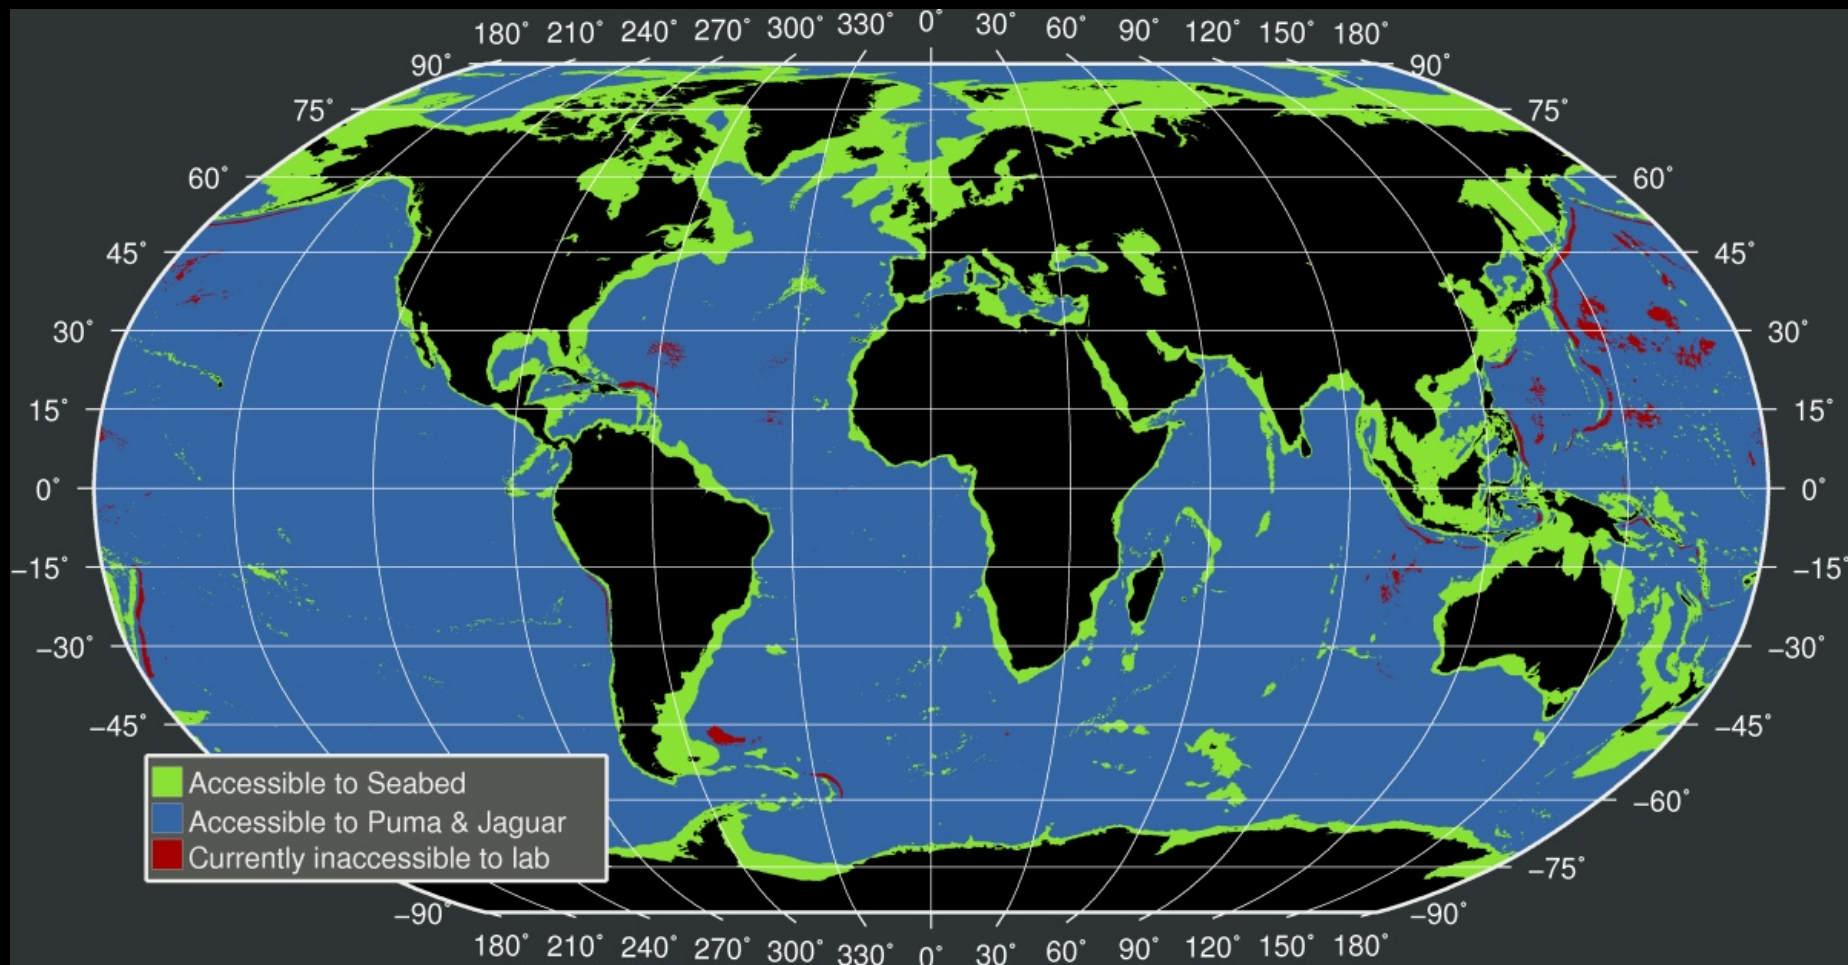 180° 210° 240° 270° 300° 330° 0° 30° 60° 90° 120° 150° 180°
90° 90°
75° 75°
60° 60°
45° 45°
30° 30°
15° 15°
0° 0°
−15° −15°
−30° −30°
−45° −45°
Accessible to Seabed
−60°
Accessible to Puma & Jaguar
Currently inaccessible to lab
−75°
−90° −90°
180° 210° 240° 270° 300° 330° 0° 30° 60° 90° 120° 150° 180°